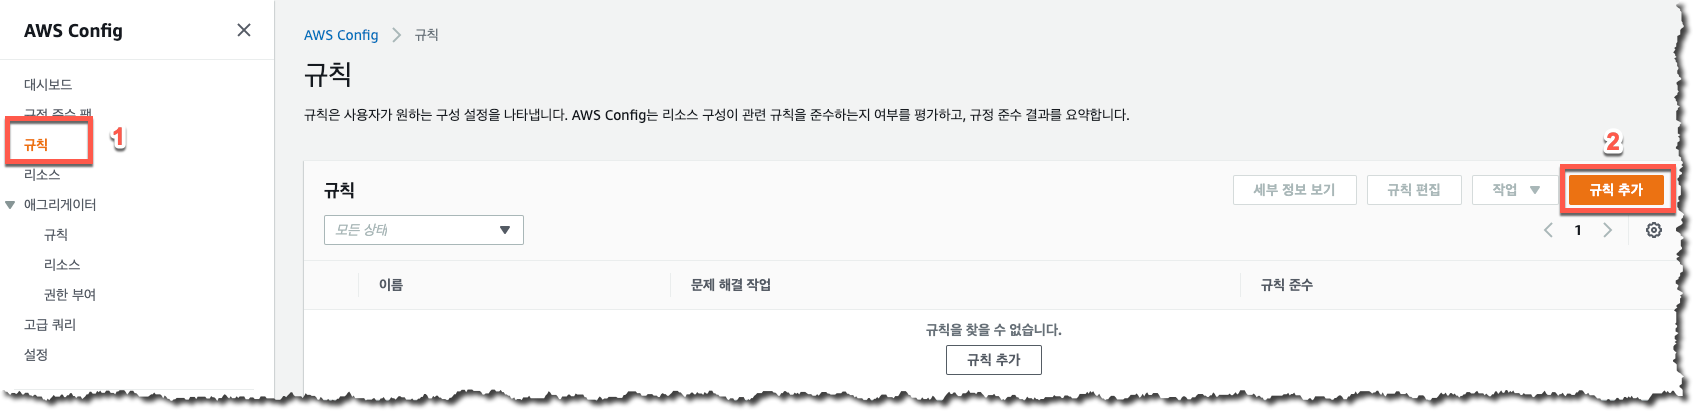 AWS Config
대시보드
규정 준수 팩
규칙
1
리소스
애그리게이터
규칙
리소스
권한 부여
고급 쿼리
설정
AWS Config > 규칙
규칙
규칙은 사용자가 원하는 구성 설정을 나타냅니다. AWS Config는 리소스 구성이 관련 규칙을 준수하는지 여부를 평가하고, 규정 준수 결과를 요약합니다.
2
규칙 세부 정보 보기 규칙 편집 작업 규칙 추가
모든 상태 1
이름 문제 해결 작업 규칙 준수
규칙을 찾을 수 없습니다.
규칙 추가